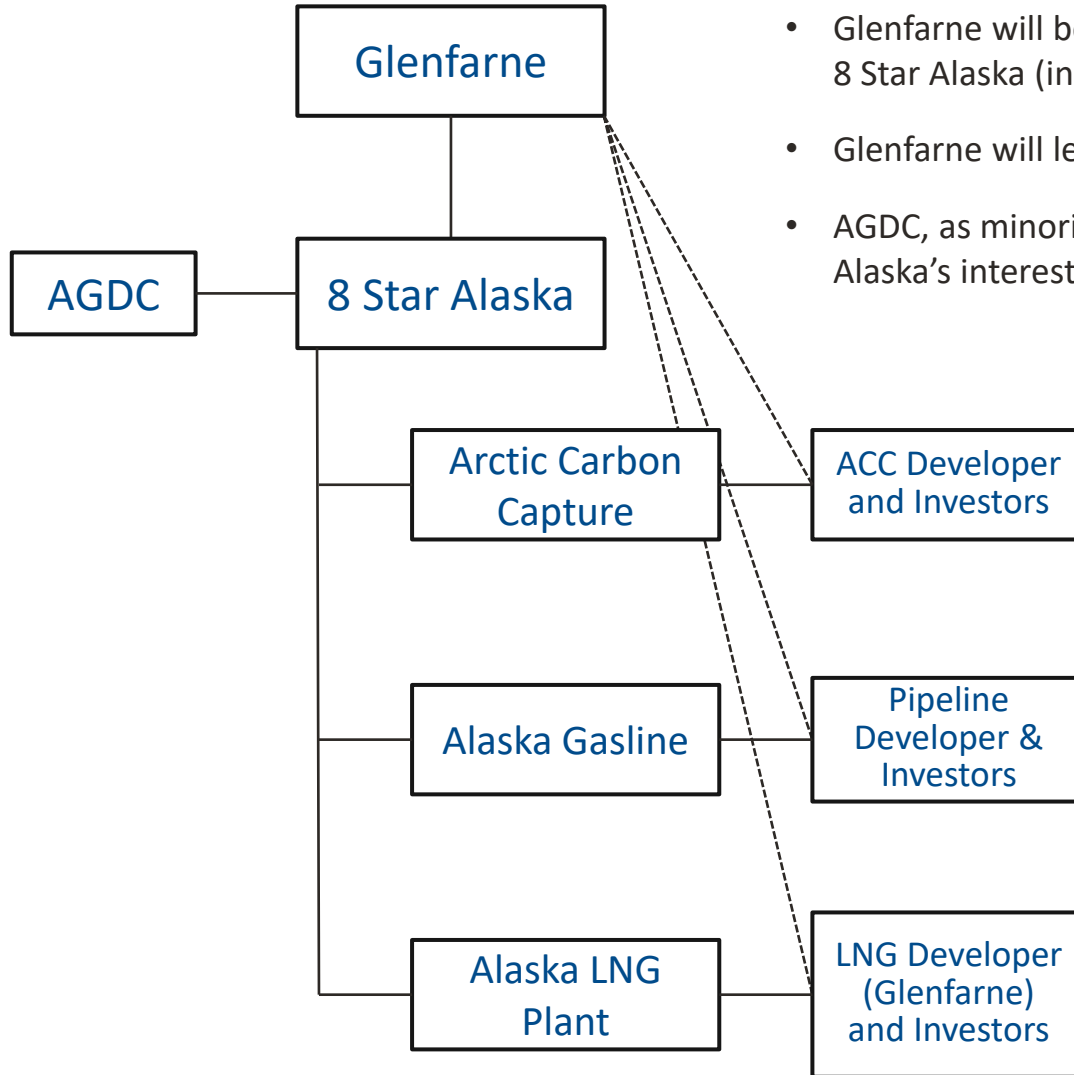 Glenfarne
• Glenfarne will
8 Star Alaska
• Glenfarne will
• AGDC, as
Alaska’s
AGDC
8 Star Alaska
Arctic Carbon
Capture
ACC Developer
and Investors
Alaska Gasline
Pipeline
Developer &
Investors
Alaska LNG
Plant
LNG Developer
(Glenfarne)
and Investors